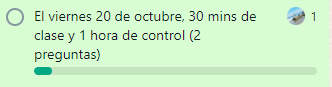 El viernes 20 de octubre, 30 mins de
clase y 1 hora de control (2
preguntas)
1